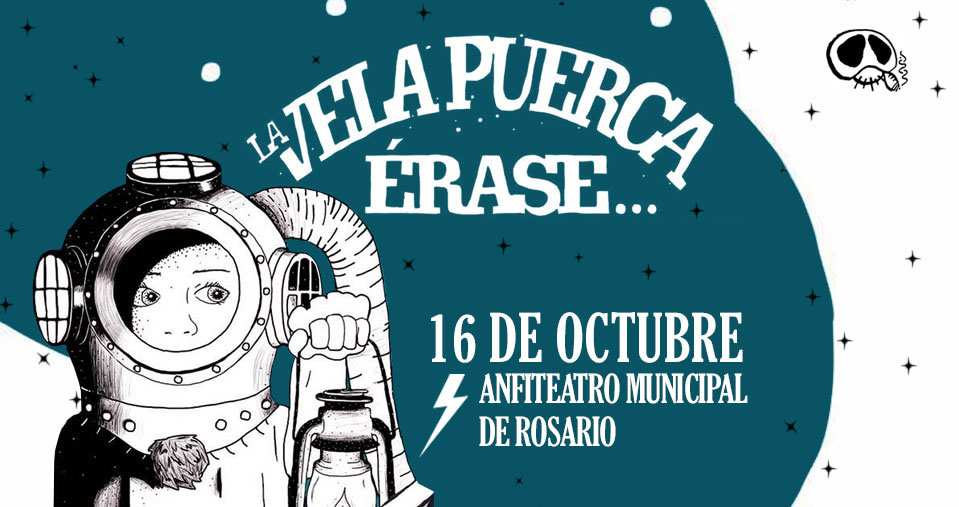 LA VELA PUERCA
ÉRASE...
16 DE OCTUBRE
ANFITEATRO MUNICIPAL
DE ROSARIO